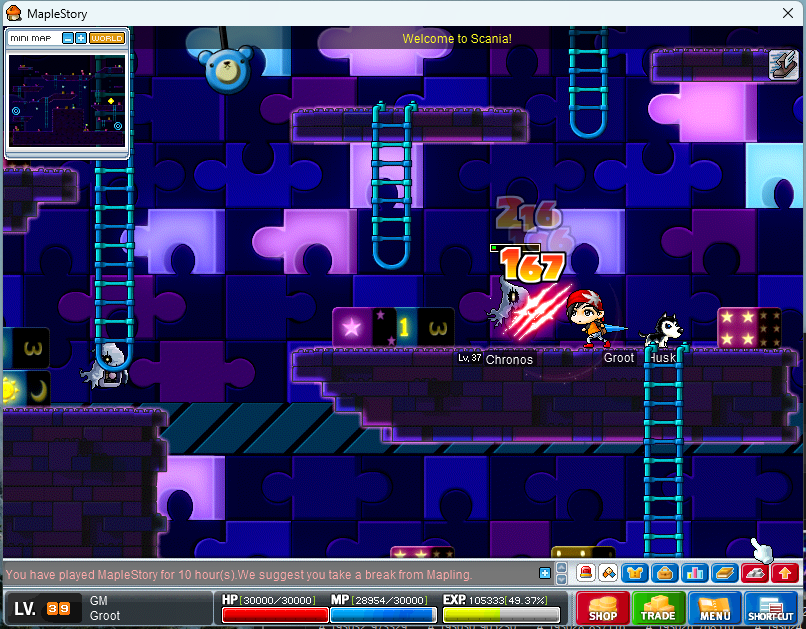 MapleStory
MINI MAP
WORLD
Welcome to Scania!
216
167
1
Lv, 37 Chronos
Groot
Husk
You have played MapleStory for 10 hour(s).We suggest you take a break from Mapling.
LV. 39
GM
Groot
HP[30000/30000]
MP[28954/30000]
EXP 105333[49.37%]
SHOP
TRADE
MENU
SHORTCUT